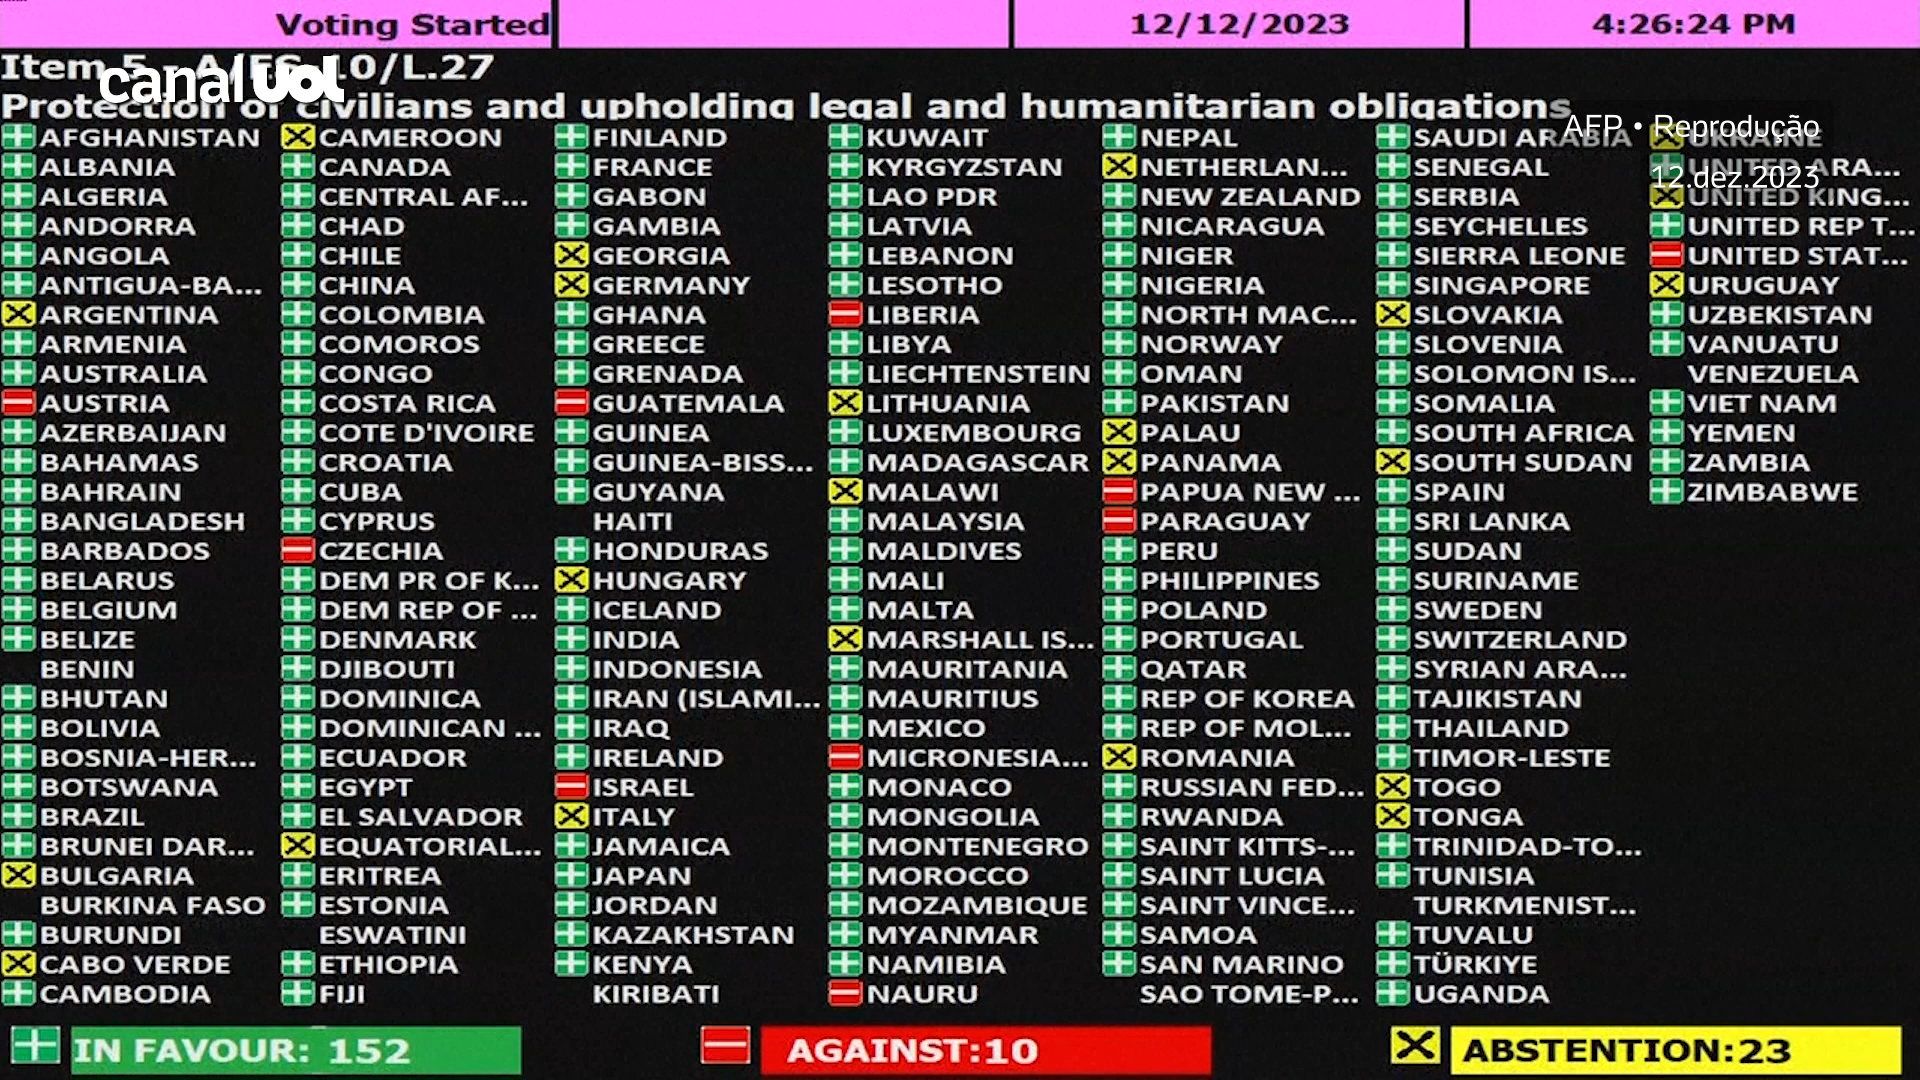 Voting Started
12/12/2023
4:26:24 PM
Item 5 - A/ES-10/L.27
canal uol
Protection of civilians and upholding legal and humanitarian obligations
AFP • Reprodução
12.dez.2023
AFGHANISTAN
ALBANIA
ALGERIA
ANDORRA
ANGOLA
ANTIGUA-BA...
ARGENTINA
ARMENIA
AUSTRALIA
AUSTRIA
AZERBAIJAN
BAHAMAS
BAHRAIN
BANGLADESH
BARBADOS
BELARUS
BELGIUM
BELIZE
BENIN
BHUTAN
BOLIVIA
BOSNIA-HER...
BOTSWANA
BRAZIL
BRUNEI DAR...
BULGARIA
BURKINA FASO
BURUNDI
CABO VERDE
CAMBODIA
CAMEROON
CANADA
CENTRAL AF...
CHAD
CHILE
CHINA
COLOMBIA
COMOROS
CONGO
COSTA RICA
COTE D'IVOIRE
CROATIA
CUBA
CYPRUS
CZECHIA
DEM PR OF K...
DEM REP OF ...
DENMARK
DJIBOUTI
DOMINICA
DOMINICAN ...
ECUADOR
EGYPT
EL SALVADOR
EQUATORIAL...
ERITREA
ESTONIA
ESWATINI
ETHIOPIA
FIJI
FINLAND
FRANCE
GABON
GAMBIA
GEORGIA
GERMANY
GHANA
GREECE
GRENADA
GUATEMALA
GUINEA
GUINEA-BISS...
GUYANA
HAITI
HONDURAS
HUNGARY
ICELAND
INDIA
INDONESIA
IRAN (ISLAMI...
IRAQ
IRELAND
ISRAEL
ITALY
JAMAICA
JAPAN
JORDAN
KAZAKHSTAN
KENYA
KIRIBATI
KUWAIT
KYRGYZSTAN
LAO PDR
LATVIA
LEBANON
LESOTHO
LIBERIA
LIBYA
LIECHTENSTEIN
LITHUANIA
LUXEMBOURG
MADAGASCAR
MALAWI
MALAYSIA
MALDIVES
MALI
MALTA
MARSHALL IS...
MAURITANIA
MAURITIUS
MEXICO
MICRONESIA...
MONACO
MONGOLIA
MONTENEGRO
MOROCCO
MOZAMBIQUE
MYANMAR
NAMIBIA
NAURU
NEPAL
NETHERLAN...
NEW ZEALAND
NICARAGUA
NIGER
NIGERIA
NORTH MAC...
NORWAY
OMAN
PAKISTAN
PALAU
PANAMA
PAPUA NEW ...
PARAGUAY
PERU
PHILIPPINES
POLAND
PORTUGAL
QATAR
REP OF KOREA
REP OF MOL...
ROMANIA
RUSSIAN FED...
RWANDA
SAINT KITTS-...
SAINT LUCIA
SAINT VINCE...
SAMOA
SAN MARINO
SAO TOME-P...
SAUDI ARABIA
SENEGAL
SERBIA
SEYCHELLES
SIERRA LEONE
SINGAPORE
SLOVAKIA
SLOVENIA
SOLOMON IS...
SOMALIA
SOUTH AFRICA
SOUTH SUDAN
SPAIN
SRI LANKA
SUDAN
SURINAME
SWEDEN
SWITZERLAND
SYRIAN ARA...
TAJIKISTAN
THAILAND
TIMOR-LESTE
TOGO
TONGA
TRINIDAD-TO...
TUNISIA
TURKMENIST...
TUVALU
TÜRKIYE
UGANDA
UKRAINE
UNITED ARA...
UNITED KING...
UNITED REP T...
UNITED STAT...
URUGUAY
UZBEKISTAN
VANUATU
VENEZUELA
VIET NAM
YEMEN
ZAMBIA
ZIMBABWE
IN FAVOUR: 152
AGAINST:10
ABSTENTION:23